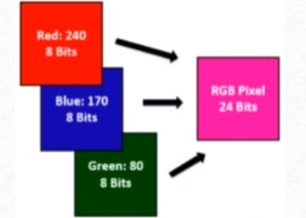 Red: 240
8 Bits
Blue: 170
8 Bits
Green: 80
8 Bits
RGB Pixel
24 Bits